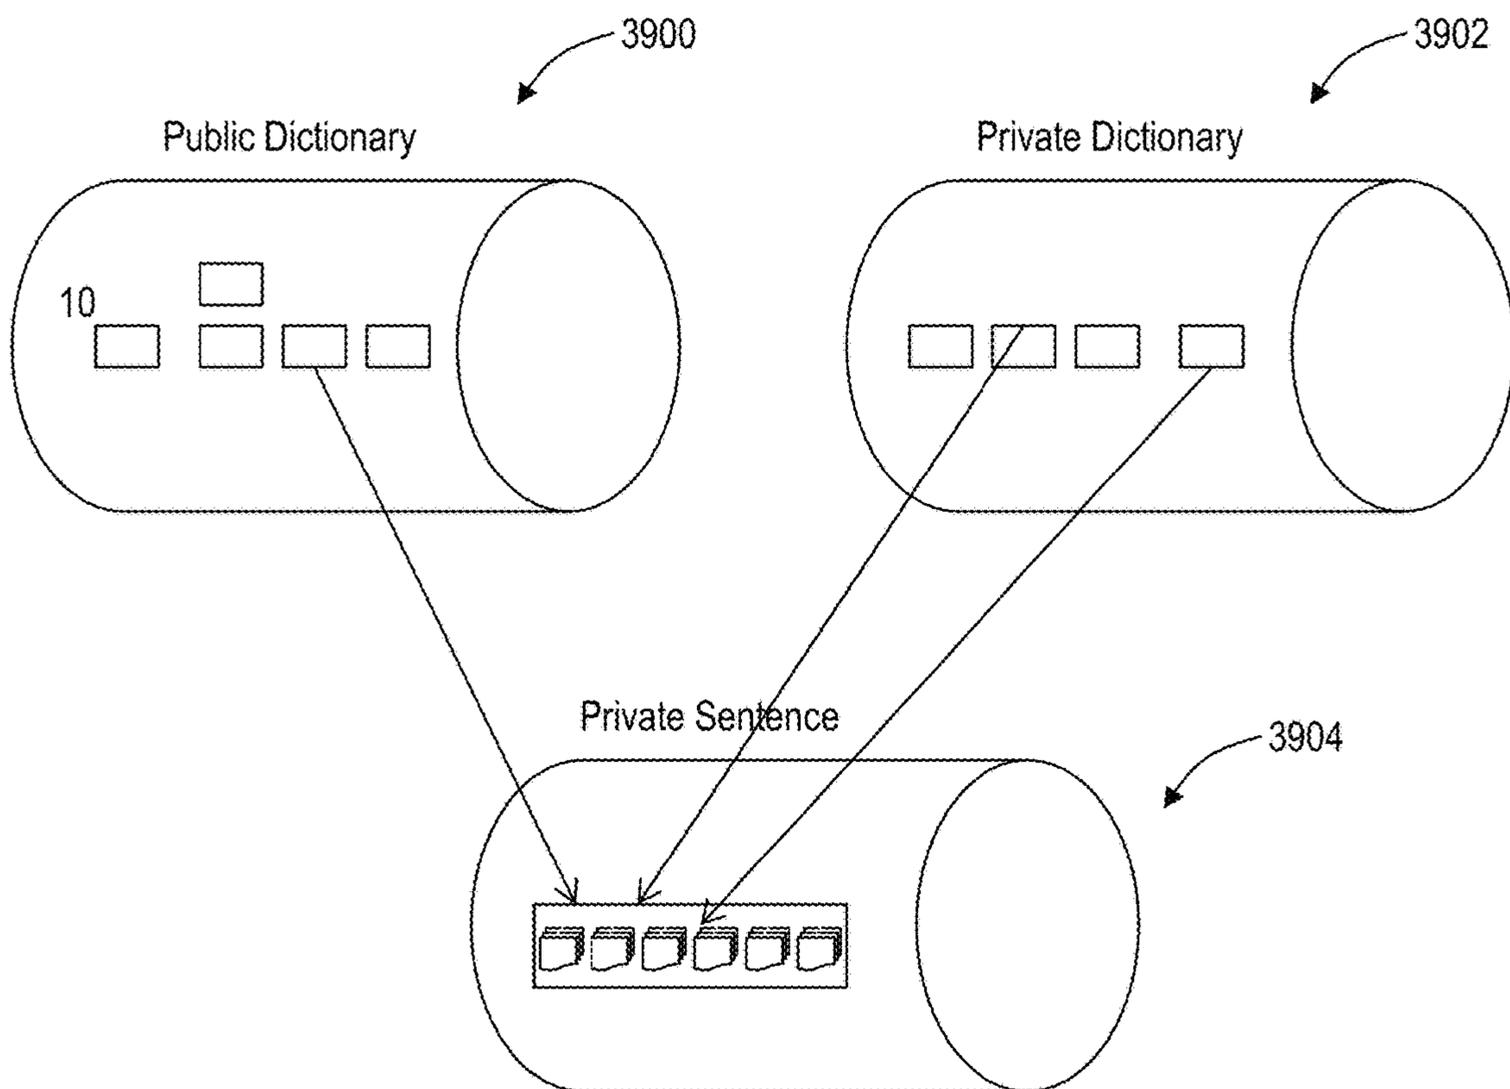 3900
3902
Public Dictionary
Private Dictionary
10
Private Sentence
3904